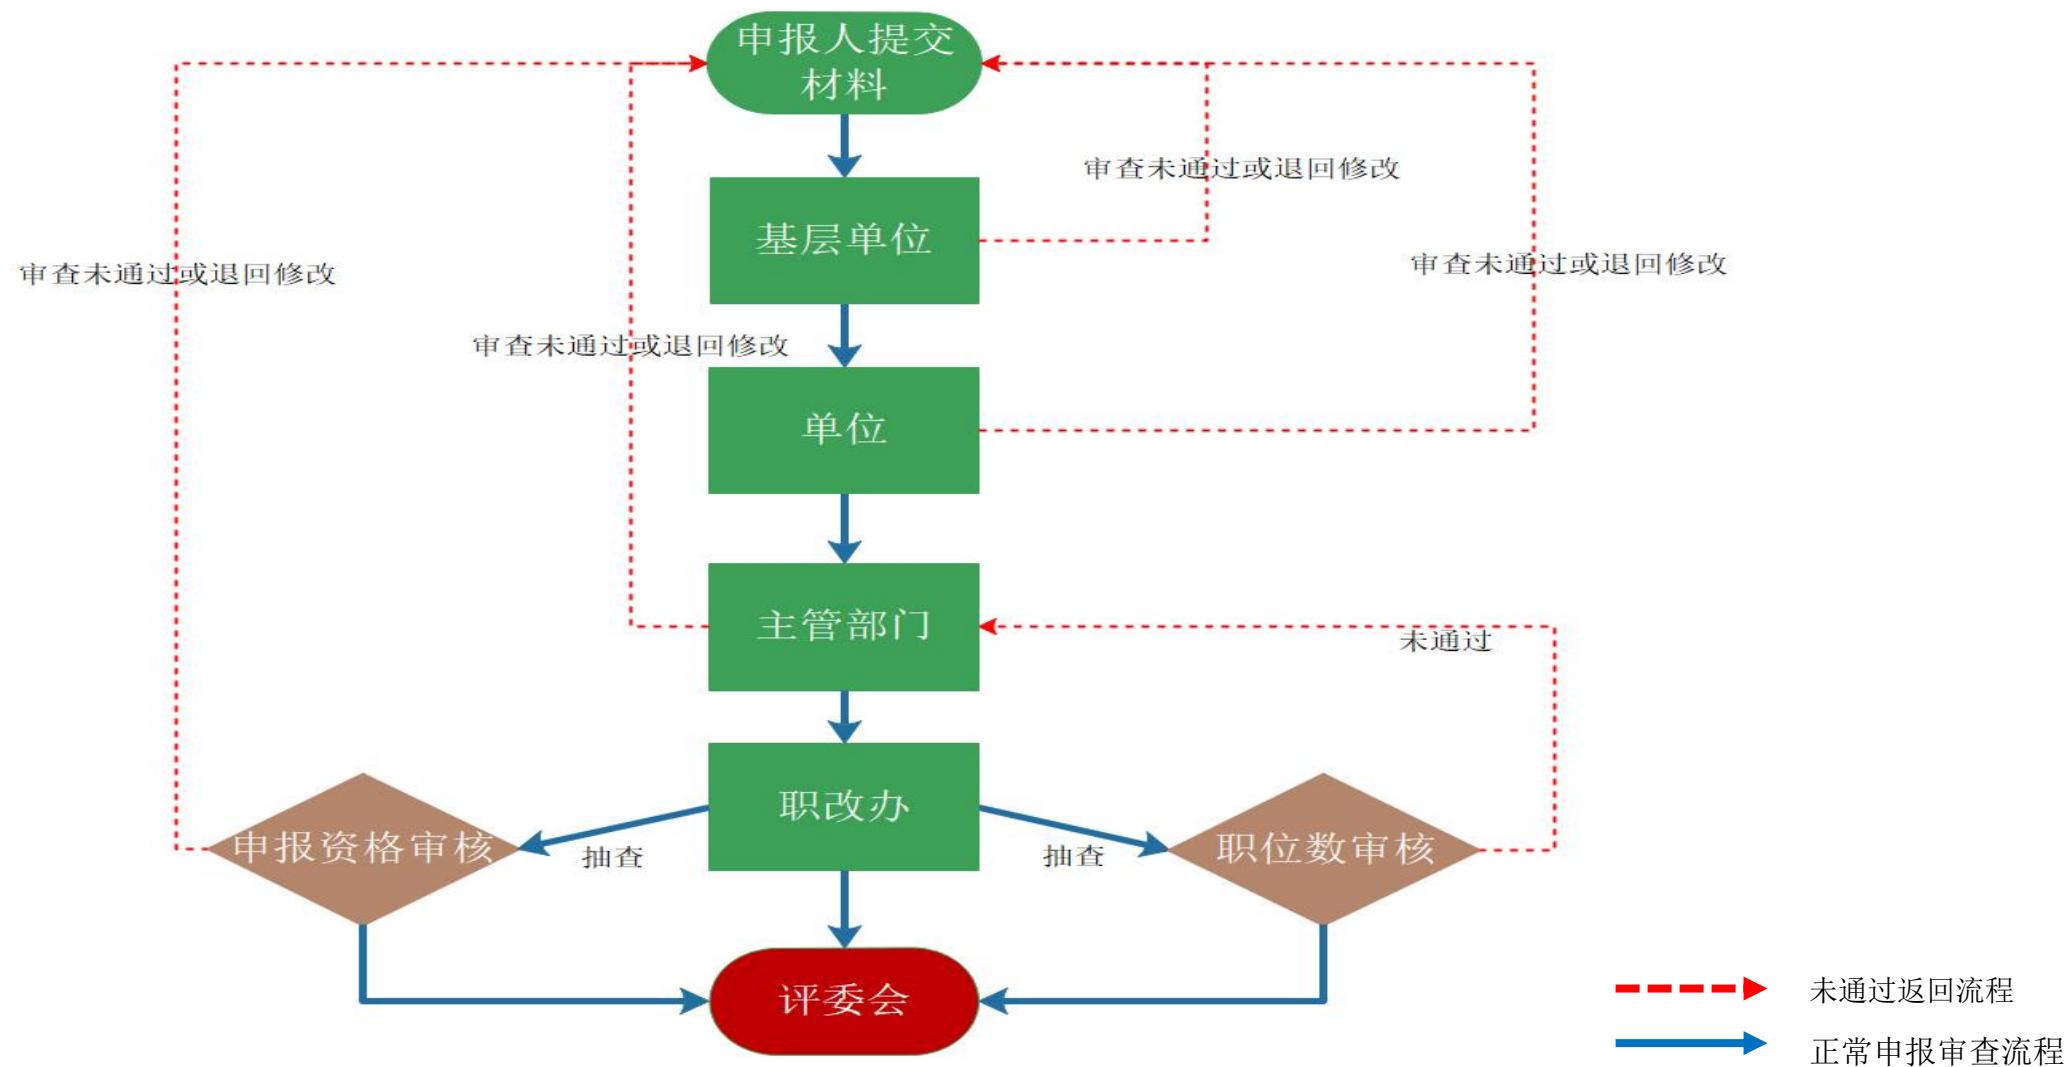 申报人提交
材料
审查未通过或退回修改
基层单位
审查未通过或退回修改
审查未通过或退回修改
审查未通过或退回修改
单位
主管部门
未通过
职改办
申报资格审核
抽查
抽查
职位数审核
评委会
未通过返回流程
正常申报审查流程